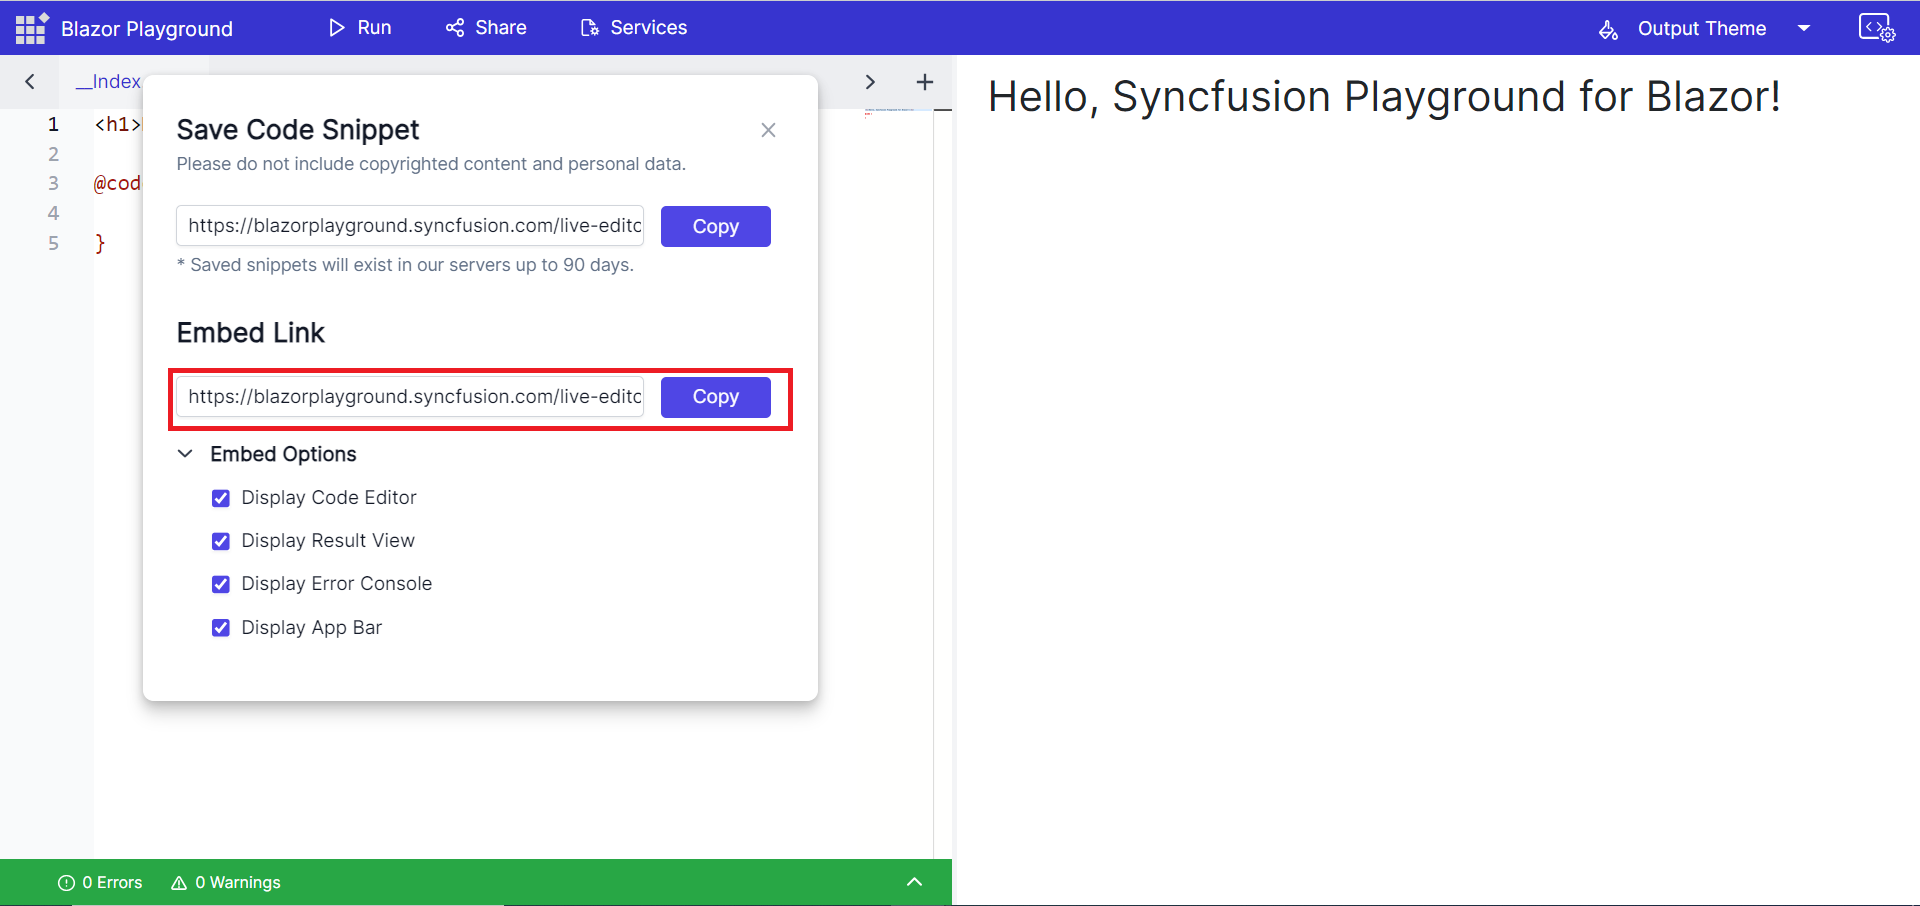 Blazor Playground
Run
Share
Services
Output Theme
__Index
1 <h1>
2
3 @cod
4
5 }
Save Code Snippet
Please do not include copyrighted content and personal data.
https://blazorplayground.syncfusion.com/live-edito
Copy
* Saved snippets will exist in our servers up to 90 days.
Embed Link
https://blazorplayground.syncfusion.com/live-edito
Copy
Embed Options
Display Code Editor
Display Result View
Display Error Console
Display App Bar
0 Errors
0 Warnings
Hello, Syncfusion Playground for Blazor!